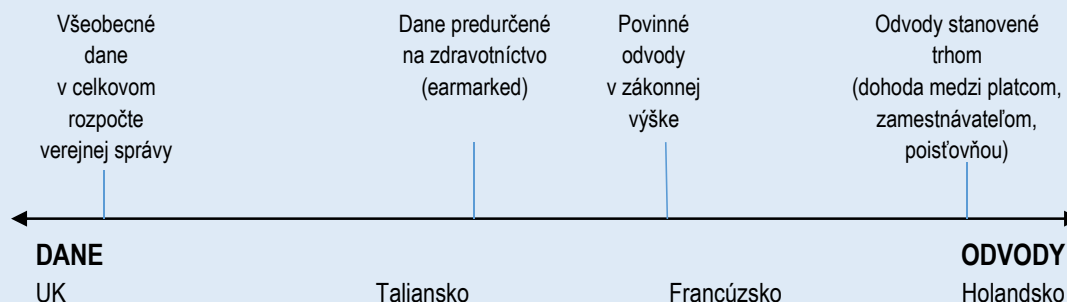 Všeobecné
dane
v celkovom
rozpočte
verejnej správy
Dane predurčené
na zdravotníctvo
(earmarked)
Povinné
odvody
v zákonnej
výške
Odvody stanovené
trhom
(dohoda medzi platcom,
zamestnávateľom,
poisťovňou)
DANE
ODVODY
UK
Taliansko
Francúzsko
Holandsko